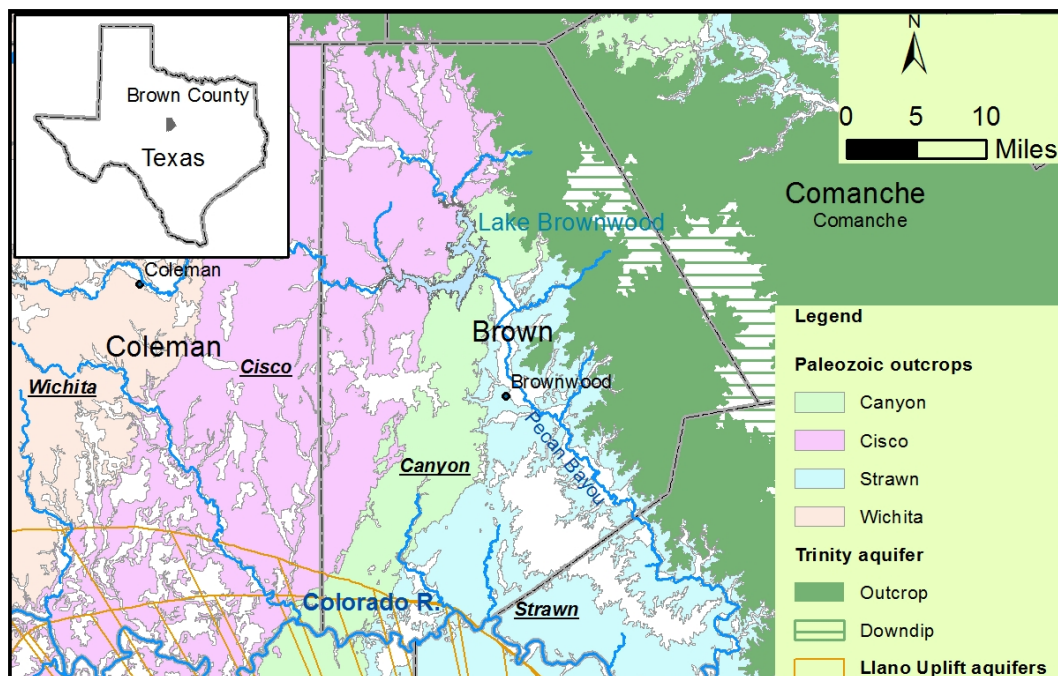 Brown County
Texas
N
0 5 10
Miles
Comanche
Comanche
Lake Brownwood
Coleman
Coleman
Brown
Cisco
Wichita
Brownwood
Pecan Bayou
Canyon
Colorado R.
Strawn
Legend
Paleozoic outcrops
Canyon
Cisco
Strawn
Wichita
Trinity aquifer
Outcrop
Downdip
Llano Uplift aquifers